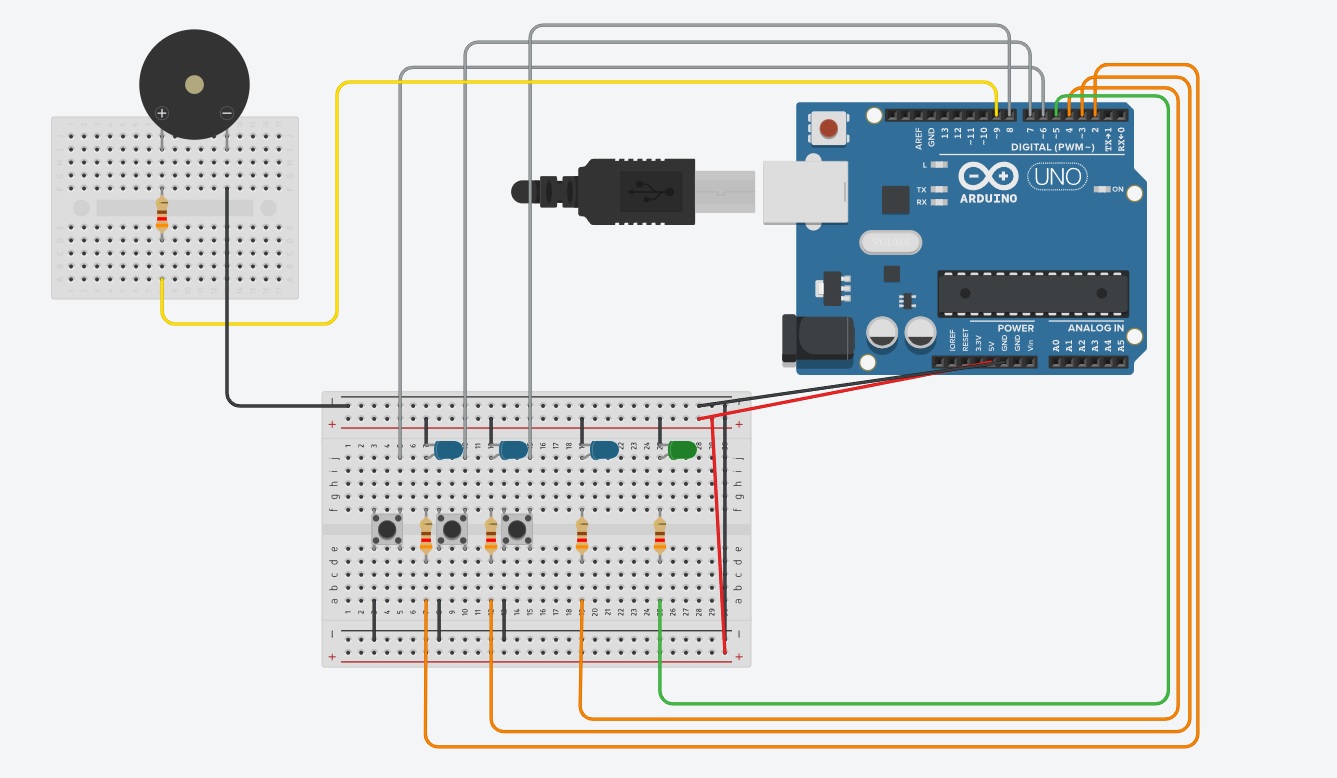 AREF
GND
13
12
~11
~10
~9
8
7
~6
~5
4
~3
2
TX→1
RX←0
DIGITAL (PWM~)
L
TX
RX
UNO
ON
ARDUINO
POWER
ANALOG IN
IOREF
RESET
3.3V
5V
GND
GND
Vin
A0
A1
A2
A3
A4
A5
+ −
− −
+ +
j j
i i
h h
g g
f f
e e
d d
c c
b b
a a
1 2 3 4 5 6 7 8 9 10 11 12 13 14 15 16 17 18 19 20 21 22 23 24 25 26 27 28 29 30
− −
+ +